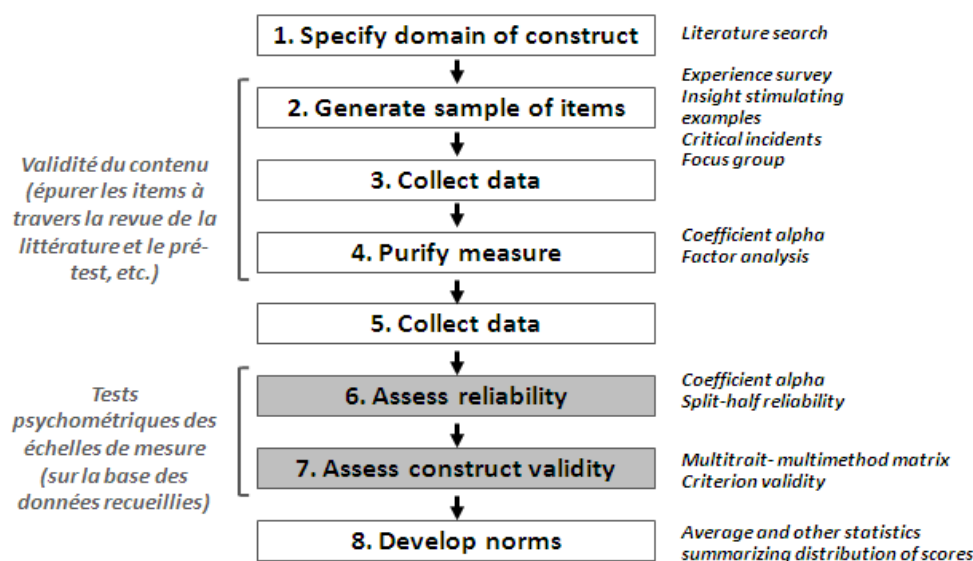 1. Specify domain of construct
Literature search
2. Generate sample of items
Experience survey
Insight stimulating
examples
Critical incidents
Focus group
Validité du contenu
(épurer les items à
travers la revue de la
littérature et le pré-
test, etc.)
3. Collect data
4. Purify measure
Coefficient alpha
Factor analysis
5. Collect data
Tests
psychométriques des
échelles de mesure
(sur la base des
données recueillies)
6. Assess reliability
Coefficient alpha
Split-half reliability
7. Assess construct validity
Multitrait- multimethod matrix
Criterion validity
8. Develop norms
Average and other statistics
summarizing distribution of scores